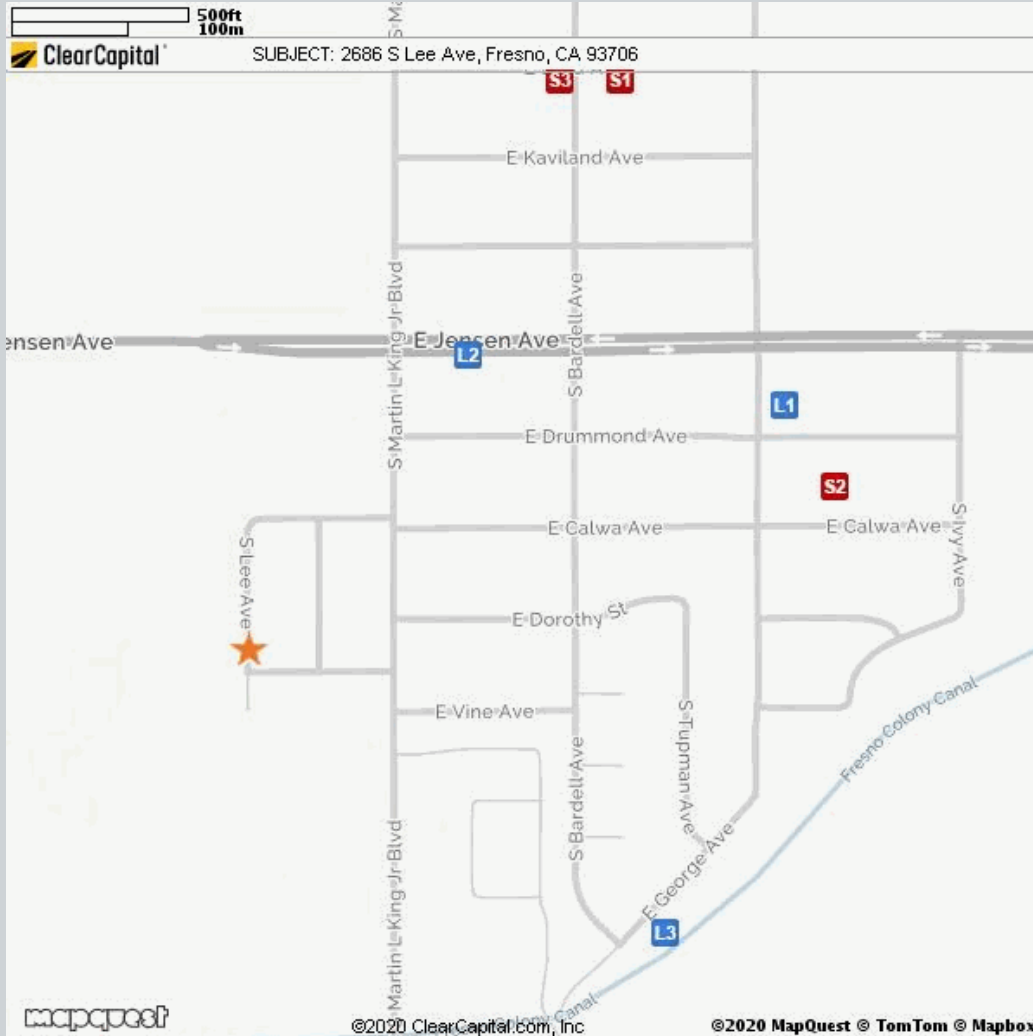 500ft
100m
S Ma
ClearCapital
SUBJECT: 2686 S Lee Ave, Fresno, CA 93706
S3
S1
E Kaviland Ave
S Martin L King Jr Blvd
S Bardell Ave
ensen Ave
E Jensen Ave
L2
L1
E Drummond Ave
S2
E Calwa Ave
E Calwa Ave
S Ivy Ave
S Lee Ave
E Dorothy St
E Vine Ave
S Tupman Ave
Fresno Colony Canal
S Bardell Ave
Martin L King Jr Blvd
E George Ave
L3
Colony Canal
mapquest
©2020 ClearCapital.com, Inc
©2020 MapQuest © TomTom © Mapbox